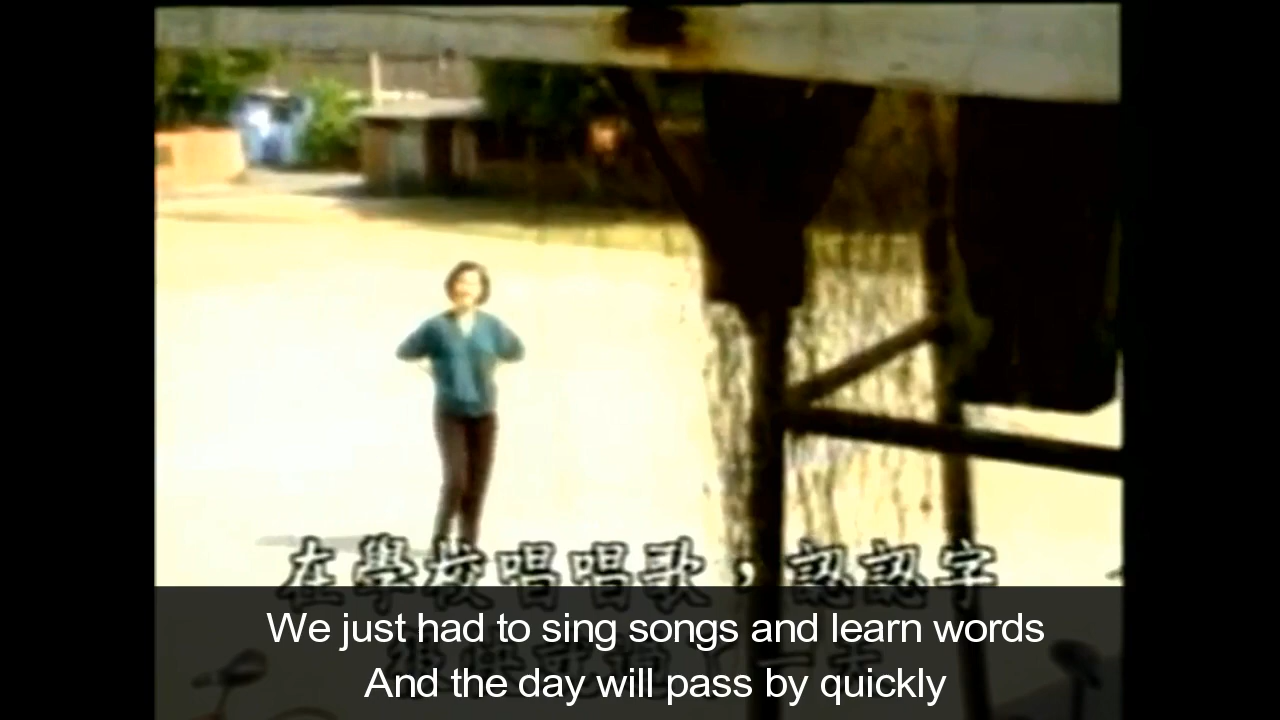 在學校唱唱歌，認認字
We just had to sing songs and learn words
And the day will pass by quickly